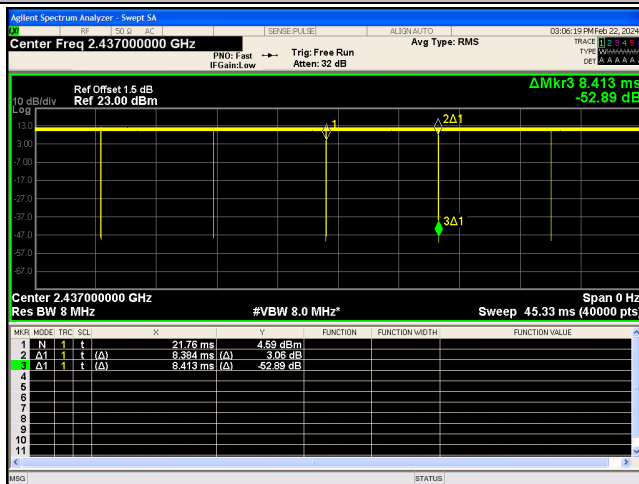 Agilent Spectrum Analyzer - Swept SA
RF 50 Ω AC SENSE:PULSE ALIGN AUTO 03:06:19 PM Feb 22, 2024
Center Freq 2.437000000 GHz Avg Type: RMS TRACE 1 2 3 4 5
PNO: Fast Trig: Free Run TYPE
IFGain:Low Atten: 32 dB DET A A A A A
ΔMkr3 8.413 ms
-52.89 dB
Ref Offset 1.5 dB
10 dB/div Ref 23.00 dBm
Log
13.0
3.00
-7.00
-17.0
-27.0
-37.0
-47.0
-57.0
-67.0
1
2Δ1
3Δ1
Center 2.437000000 GHz Span 0 Hz
Res BW 8 MHz #VBW 8.0 MHz* Sweep 45.33 ms (40000 pts)
MKR MODE TRC SCL X Y FUNCTION FUNCTION WIDTH FUNCTION VALUE
1 N 1 t 21.76 ms 4.59 dBm
2 Δ1 1 t (Δ) 8.384 ms (Δ) 3.06 dB
3 Δ1 1 t (Δ) 8.413 ms (Δ) -52.89 dB
4
5
6
7
8
9
10
11
MSG STATUS